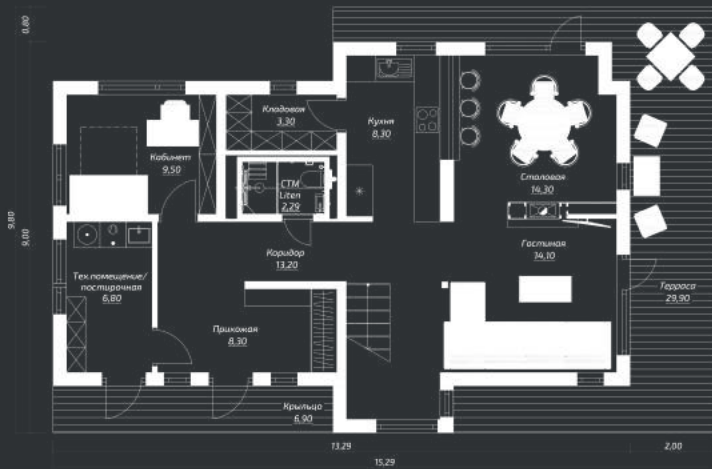 0,80
9,80
9,00
Кладовая
3,30
Кухня
8,30
Кабинет
9,50
СТМ
Liten
2,29
Столовая
14,30
Гостиная
14,10
Коридор
13,20
Тех.помещение/
постирочная
6,80
Прихожая
8,30
Терраса
29,90
Крыльцо
6,90
13,29
2,00
15,29